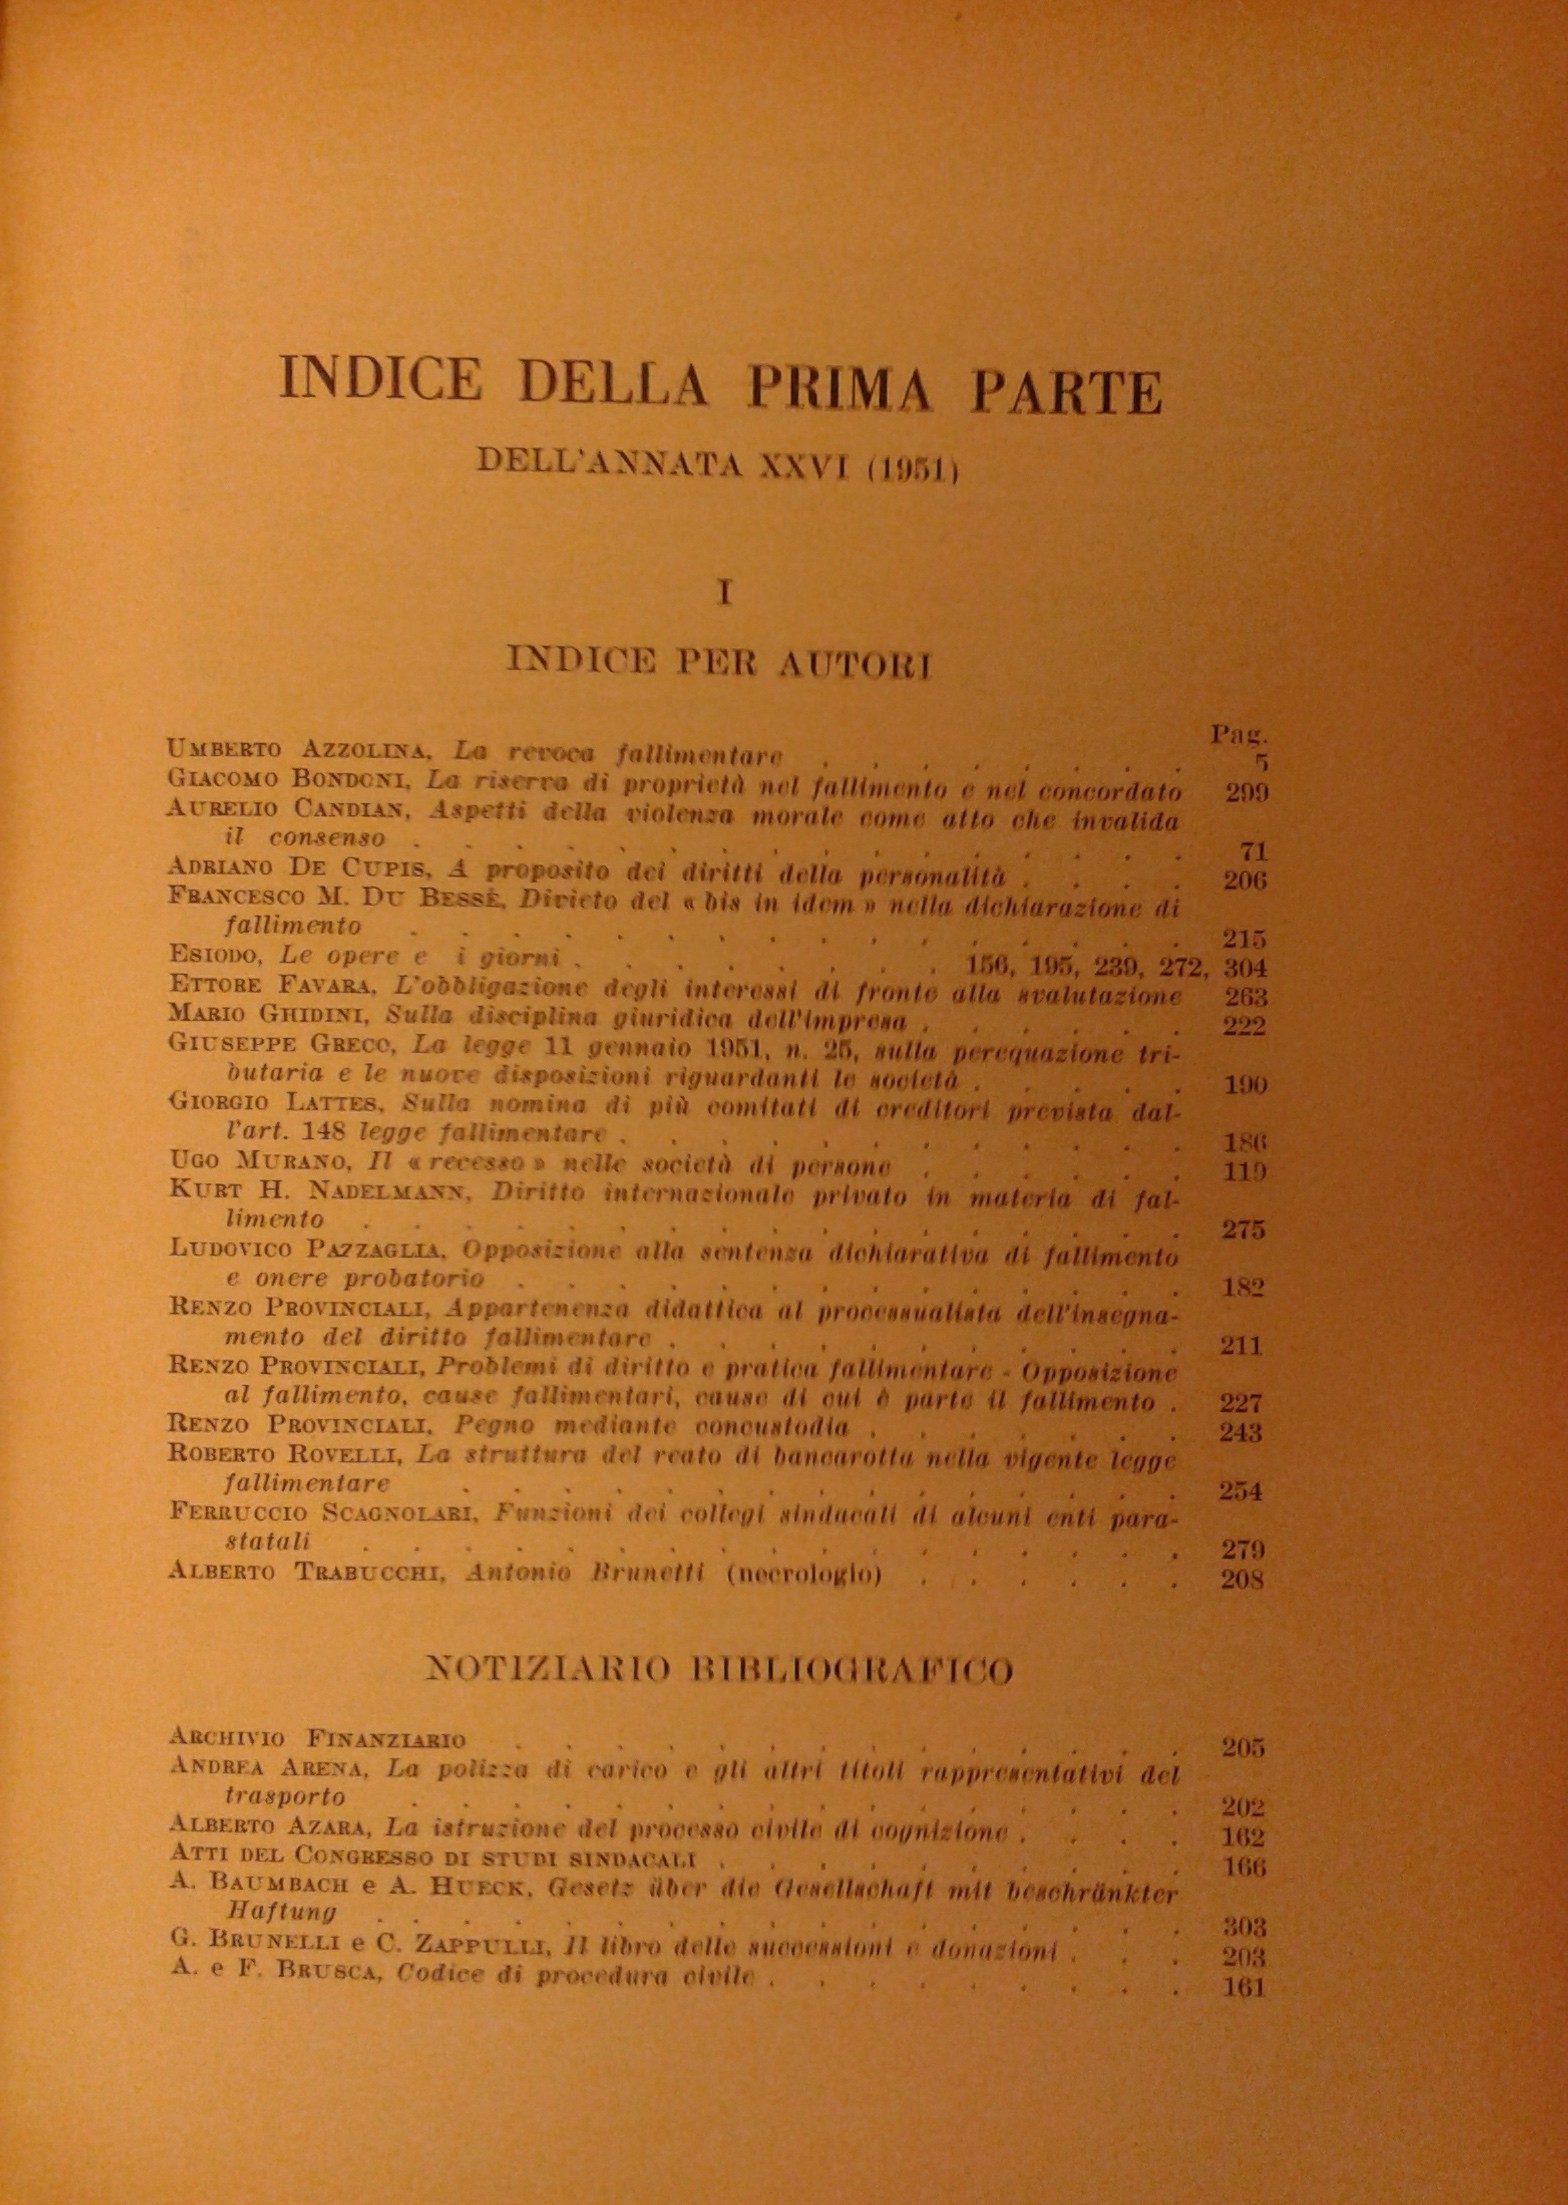 INDICE DELLA PRIMA PARTE
DELL'ANNATA XXVI (1951)
I
INDICE PER AUTORI
Pag.
UMBERTO AZZOLINA, La revoca fallimentare . . . . . . . . 5
GIACOMO BONDONI, La riserva di proprietà nel fallimento e nel concordato 299
AURELIO CANDIAN, Aspetti della violenza morale come atto che invalida
il consenso . . . . . . . . . . . . . . . . 71
ADRIANO DE CUPIS, A proposito dei diritti della personalità . . . . 206
FRANCESCO M. DU BESSÈ, Divieto del « bis in idem » nella dichiarazione di
fallimento . . . . . . . . . . . . . . . . 215
ESIODO, Le opere e i giorni . . . . . . . . 156, 195, 239, 272, 304
ETTORE FAVARA, L'obbligazione degli interessi di fronte alla svalutazione 263
MARIO GHIDINI, Sulla disciplina giuridica dell'impresa . . . . . . 222
GIUSEPPE GRECO, La legge 11 gennaio 1951, n. 25, sulla perequazione tri-
butaria e le nuove disposizioni riguardanti le società . . . . . 190
GIORGIO LATTES, Sulla nomina di più comitati di creditori prevista dal-
l'art. 148 legge fallimentare . . . . . . . . . . . . 186
UGO MURANO, Il « recesso » nelle società di persone . . . . . . 119
KURT H. NADELMANN, Diritto internazionale privato in materia di fal-
limento . . . . . . . . . . . . . . . . . 275
LUDOVICO PAZZAGLIA, Opposizione alla sentenza dichiarativa di fallimento
e onere probatorio . . . . . . . . . . . . . . 182
RENZO PROVINCIALI, Appartenenza didattica al processualista dell'insegna-
mento del diritto fallimentare . . . . . . . . . . . 211
RENZO PROVINCIALI, Problemi di diritto e pratica fallimentare - Opposizione
al fallimento, cause fallimentari, cause di cui è parte il fallimento . 227
RENZO PROVINCIALI, Pegno mediante concustodia . . . . . . . 243
ROBERTO ROVELLI, La struttura del reato di bancarotta nella vigente legge
fallimentare . . . . . . . . . . . . . . . 254
FERRUCCIO SCAGNOLARI, Funzioni dei collegi sindacali di alcuni enti para-
statali . . . . . . . . . . . . . . . . . 279
ALBERTO TRABUCCHI, Antonio Brunetti (necrologio) . . . . . . 208
NOTIZIARIO BIBLIOGRAFICO
ARCHIVIO FINANZIARIO . . . . . . . . . . . . . . 205
ANDREA ARENA, La polizza di carico e gli altri titoli rappresentativi del
trasporto . . . . . . . . . . . . . . . . 202
ALBERTO AZARA, La istruzione del processo civile di cognizione . . . . 162
ATTI DEL CONGRESSO DI STUDI SINDACALI . . . . . . . . . . 166
A. BAUMBACH e A. HUECK, Gesetz über die Gesellschaft mit beschränkter
Haftung . . . . . . . . . . . . . . . . . 303
G. BRUNELLI e C. ZAPPULLI, Il libro delle successioni e donazioni . . . 203
A. e F. BRUSCA, Codice di procedura civile . . . . . . . . . 161